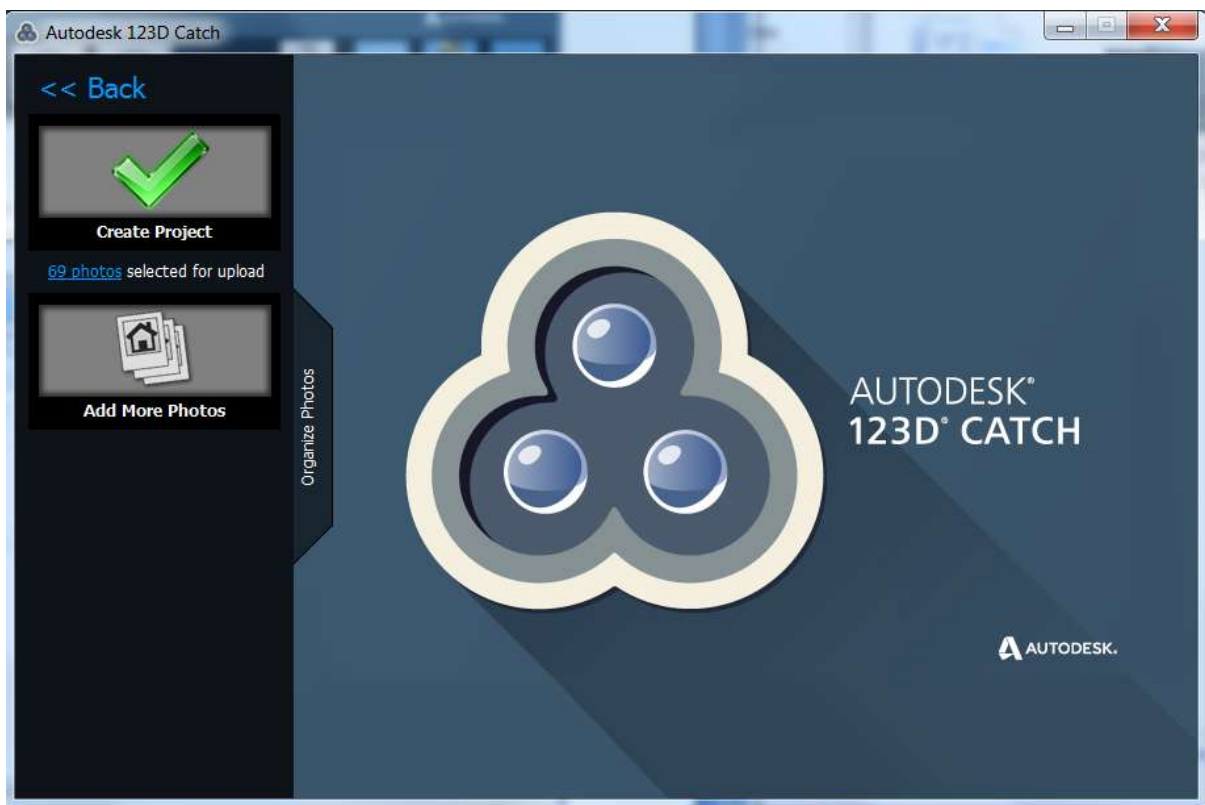 Autodesk 123D Catch
<< Back
Create Project
69 photos selected for upload
Add More Photos
Organize Photos
AUTODESK®
123D® CATCH
AUTODESK.